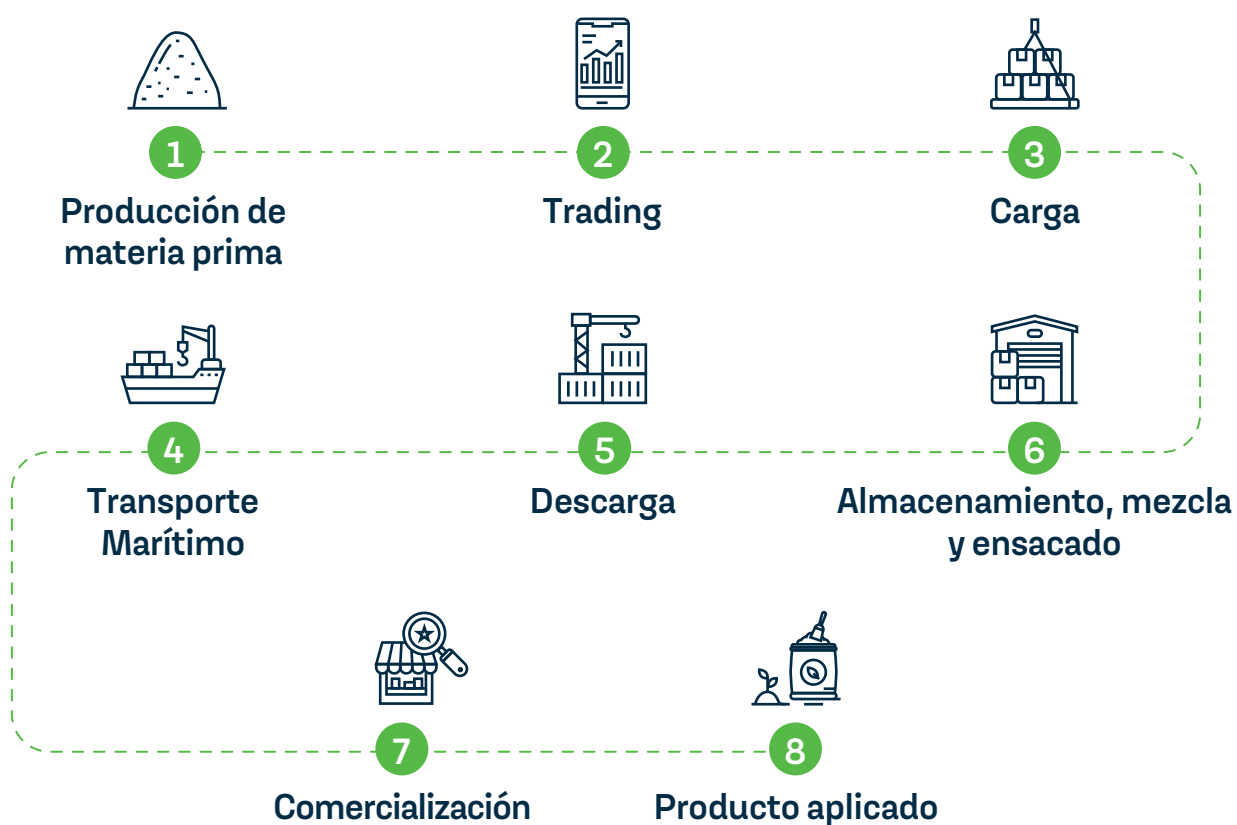 1
Producción de
materia prima
2
Trading
3
Carga
4
Transporte
Marítimo
5
Descarga
6
Almacenamiento, mezcla
y ensacado
7
Comercialización
8
Producto aplicado